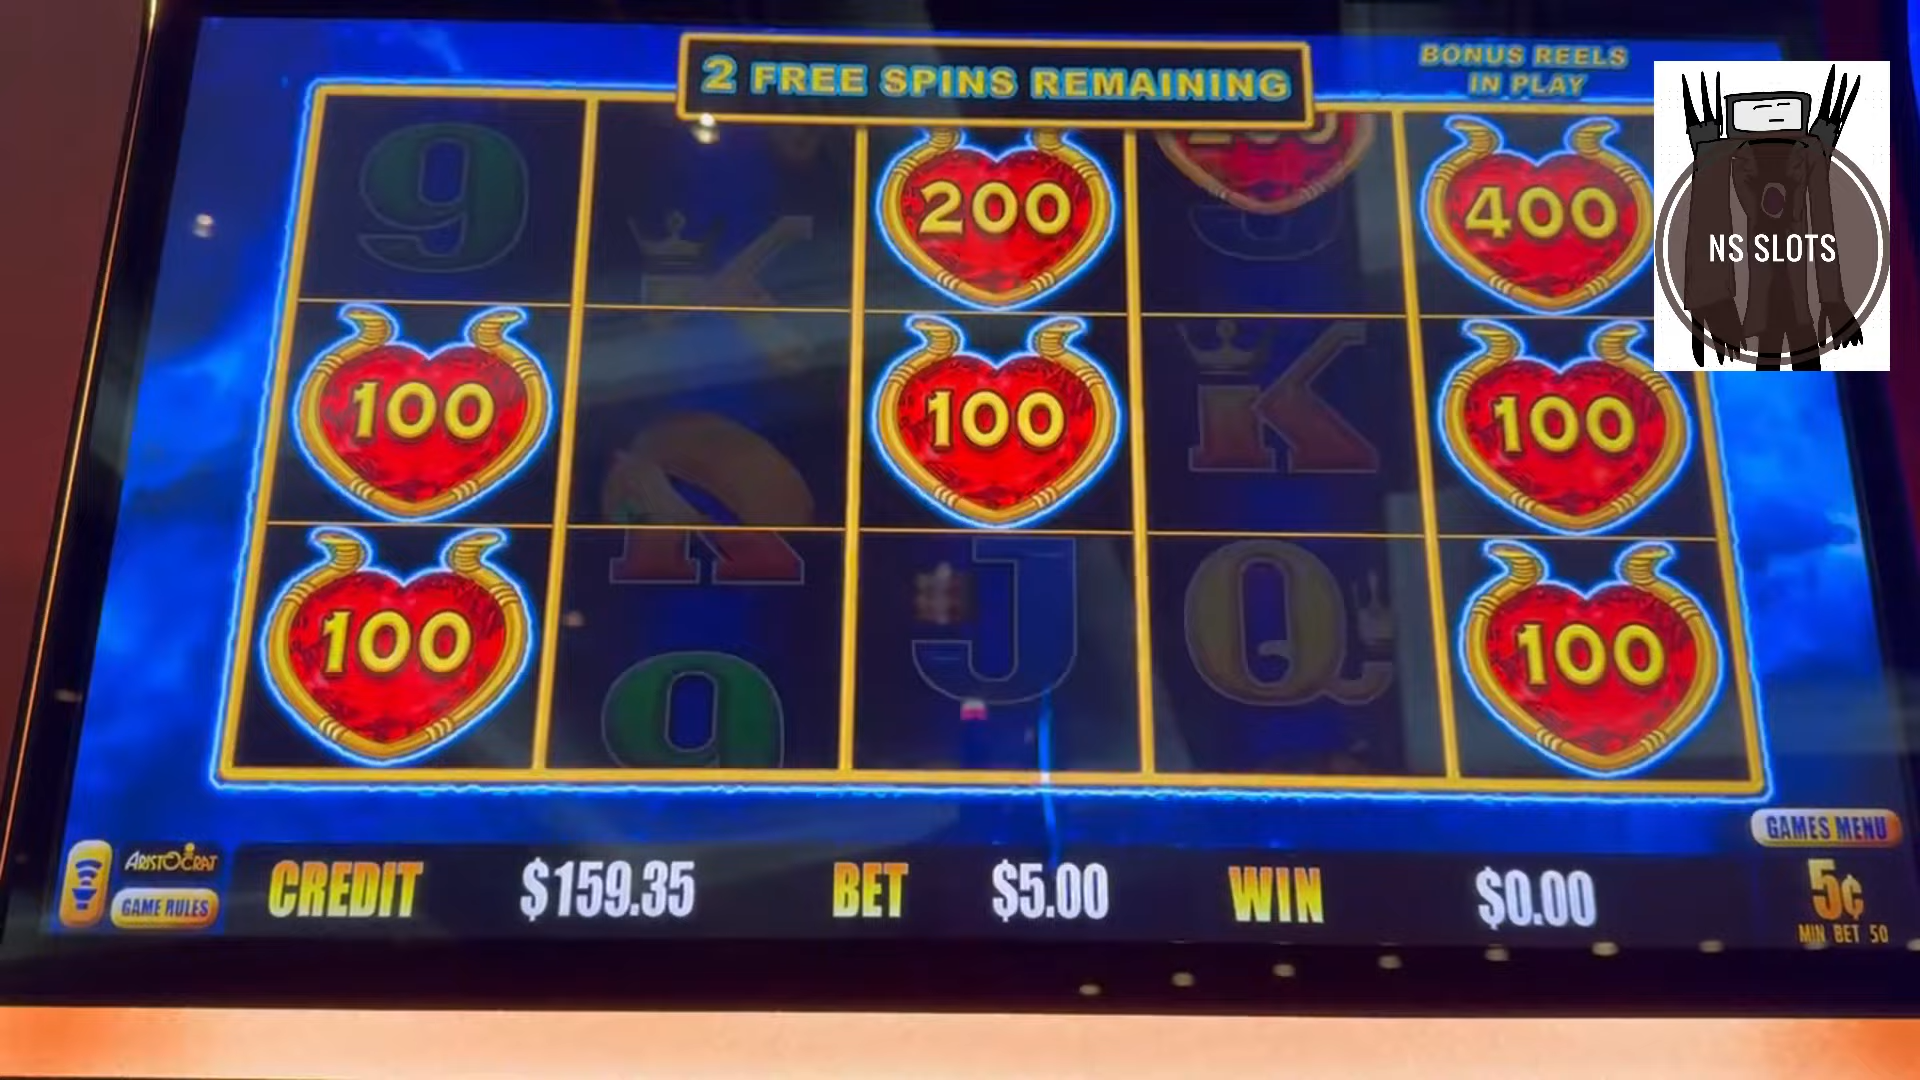 2 FREE SPINS REMAINING
BONUS REELS
IN PLAY
9
K
200
400
NS SLOTS
100
100
K
100
100
9
J
Q
100
GAMES MENU
ARISTOCRAT
GAME RULES
CREDIT $159.35 BET $5.00 WIN $0.00
5¢
MIN BET 50